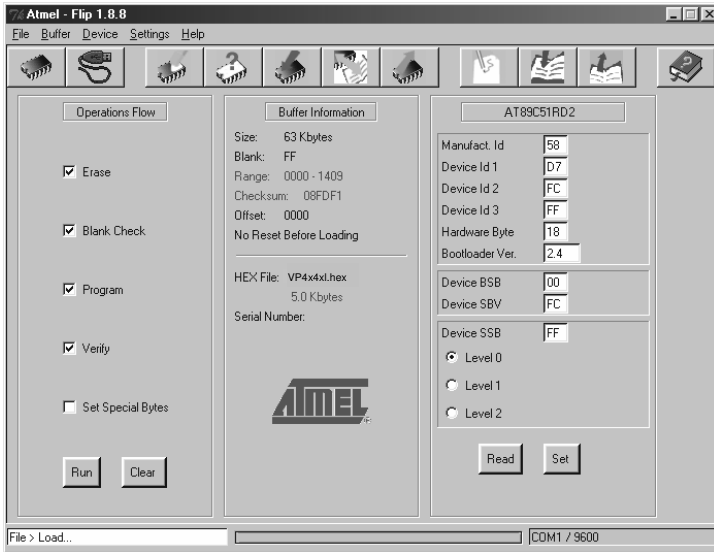 Atmel - Flip 1.8.8
File Buffer Device Settings Help
Operations Flow
Erase
Blank Check
Program
Verify
Set Special Bytes
Run Clear
Buffer Information
Size: 63 Kbytes
Blank: FF
Range: 0000 - 1409
Checksum: 08FDF1
Offset: 0000
No Reset Before Loading
HEX File: VP4x4xl.hex
5.0 Kbytes
Serial Number:
ATMEL
AT89C51RD2
Manufact. Id 58
Device Id 1 D7
Device Id 2 FC
Device Id 3 FF
Hardware Byte 18
Bootloader Ver. 2.4
Device BSB 00
Device SBV FC
Device SSB FF
Level 0
Level 1
Level 2
Read Set
File > Load...
COM1 / 9600